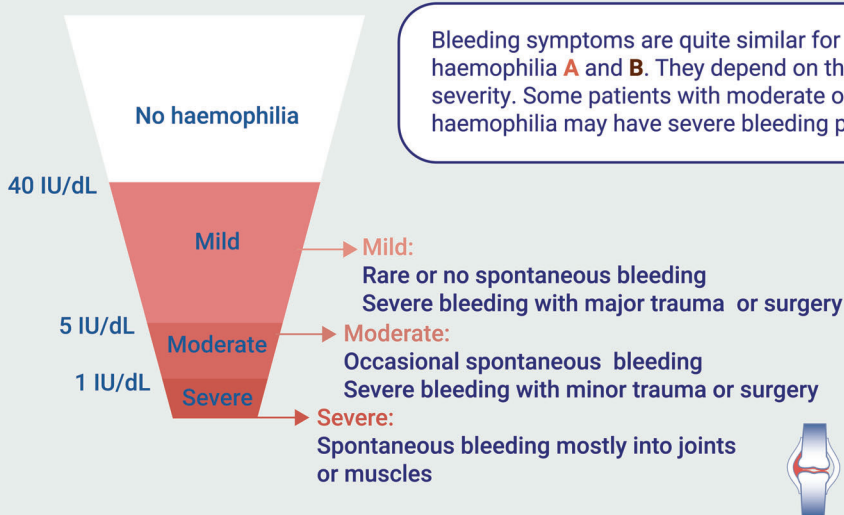 Bleeding symptoms are quite similar for
haemophilia A and B. They depend on th
severity. Some patients with moderate o
haemophilia may have severe bleeding p
No haemophilia
40 IU/dL
Mild
Mild:
Rare or no spontaneous bleeding
Severe bleeding with major trauma or surgery
5 IU/dL
Moderate
Moderate:
Occasional spontaneous bleeding
Severe bleeding with minor trauma or surgery
1 IU/dL
Severe
Severe:
Spontaneous bleeding mostly into joints
or muscles